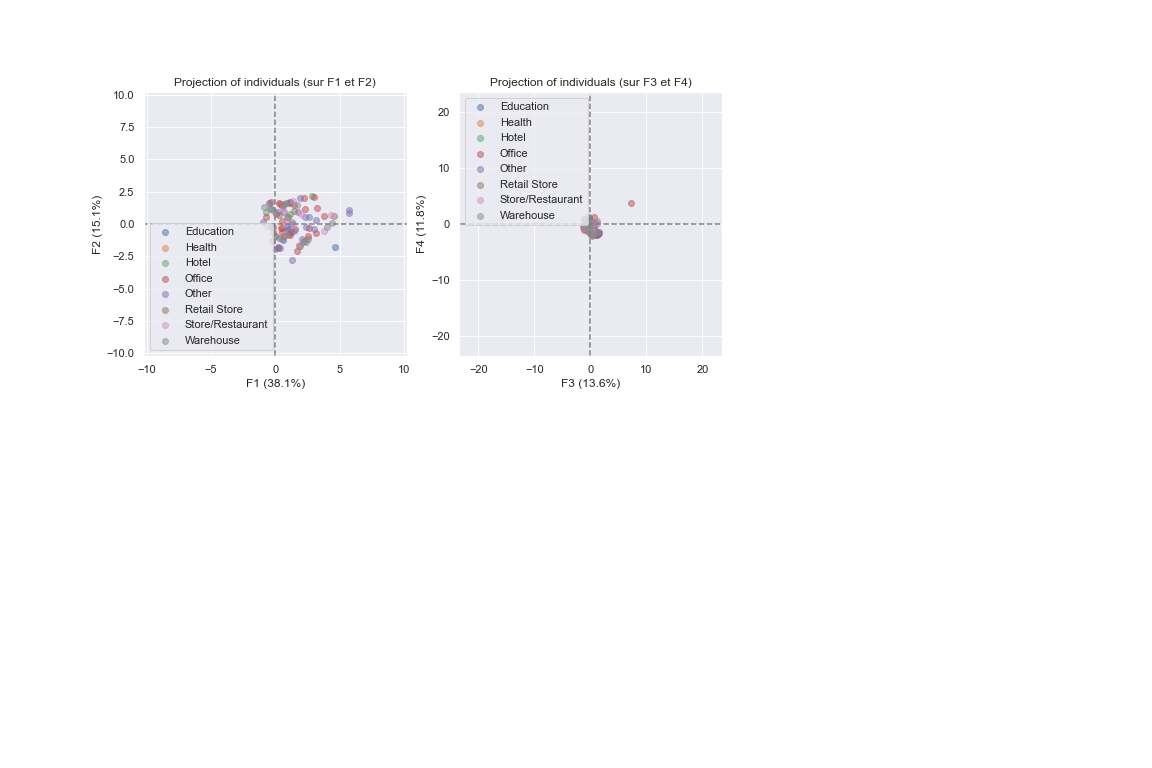 Projection of individuals (sur F1 et F2)
10.0
7.5
5.0
2.5
0.0
−2.5
−5.0
−7.5
−10.0
F2 (15.1%)
Education
Health
Hotel
Office
Other
Retail Store
Store/Restaurant
Warehouse
−10
−5
0
5
10
F1 (38.1%)
Projection of individuals (sur F3 et F4)
20
10
0
−10
−20
F4 (11.8%)
Education
Health
Hotel
Office
Other
Retail Store
Store/Restaurant
Warehouse
−20
−10
0
10
20
F3 (13.6%)